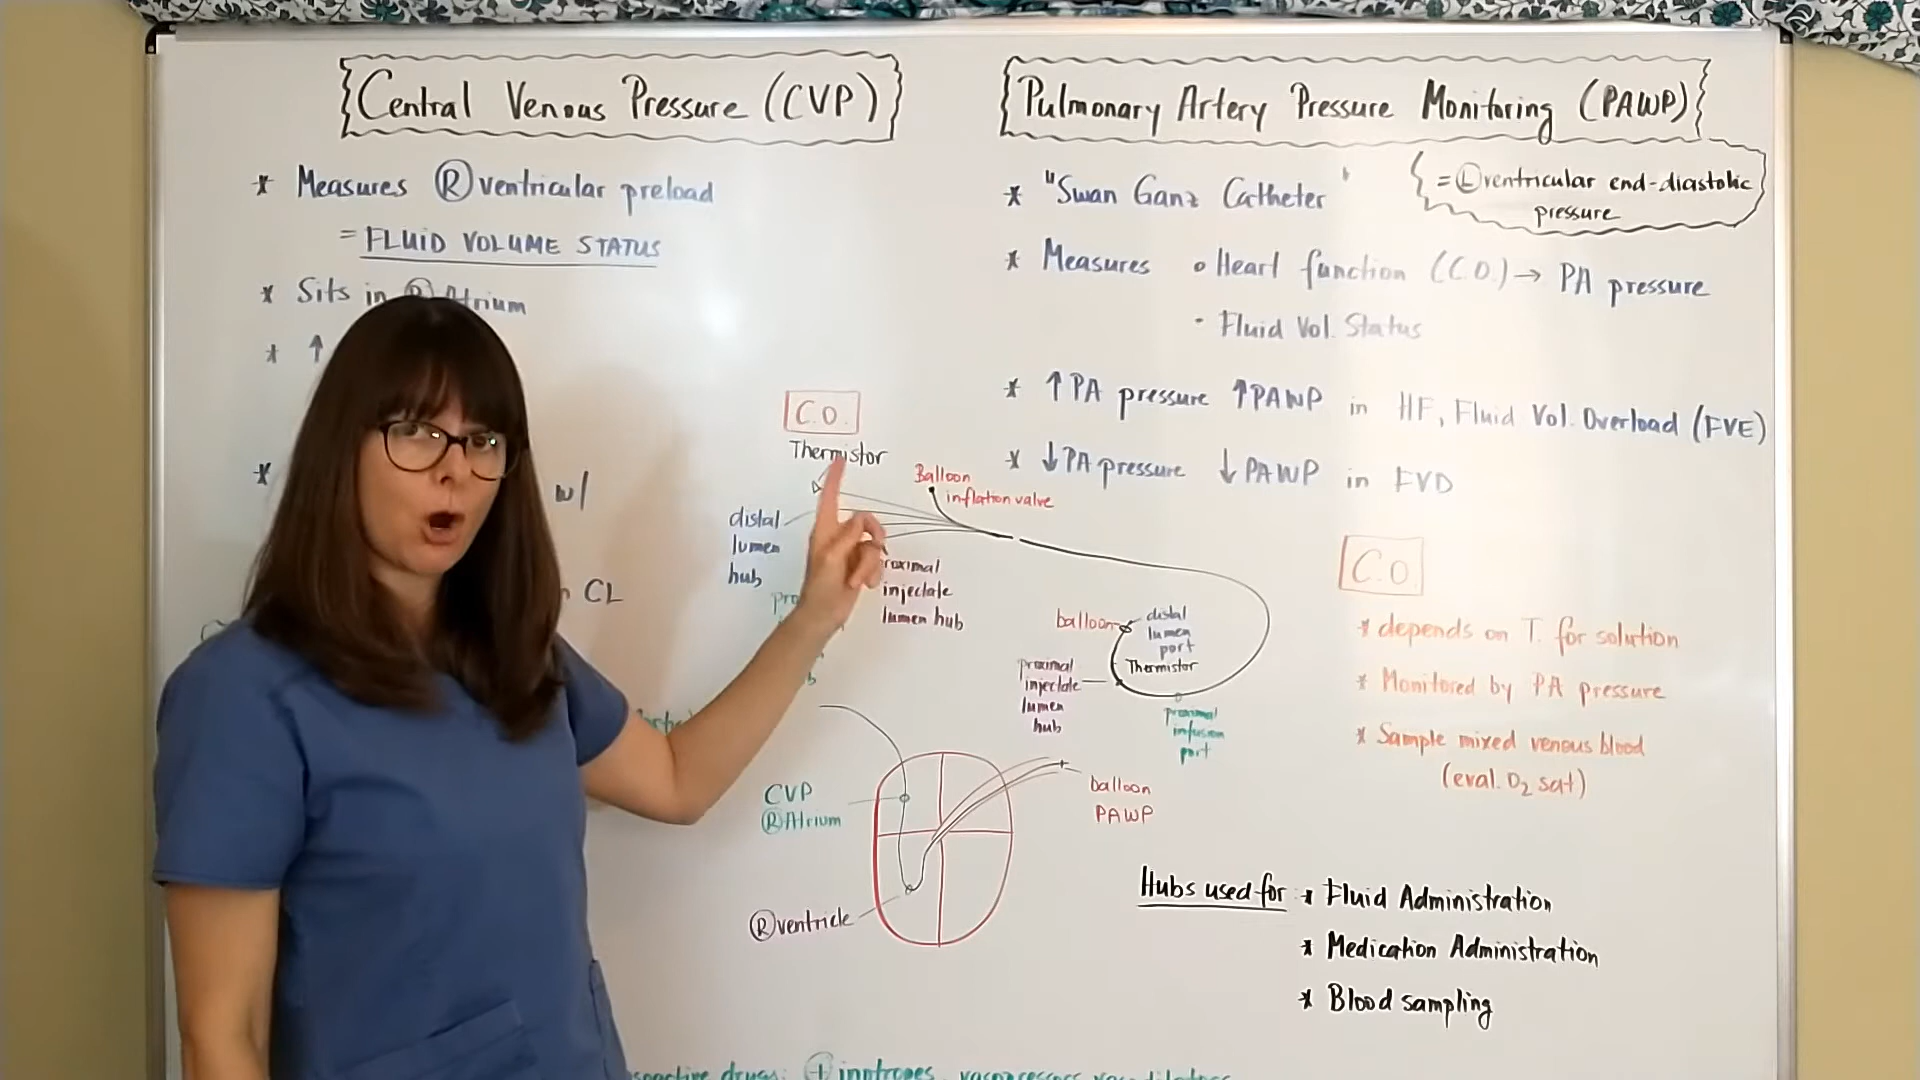 Central Venous Pressure (CVP)
* Measures Ⓡ ventricular preload
= FLUID VOLUME STATUS
* Sits in Ⓡ Atrium
* ↑
* w/
CL
Pulmonary Artery Pressure Monitoring (PAWP)
= Ⓛ ventricular end-diastolic
pressure
* "Swan Ganz Catheter"
* Measures • Heart function (C.O.) → PA pressure
• Fluid Vol. Status
* ↑ PA pressure ↑ PAWP in HF, Fluid Vol. Overload (FVE)
* ↓ PA pressure ↓ PAWP in FVD
C.O.
Thermistor
Balloon
inflation valve
distal
lumen
hub
injectate
lumen hub
balloon
distal
lumen
port
Thermistor
proximal
injectate
lumen
hub
proximal
infusion
port
CVP
Ⓡ Atrium
balloon
PAWP
Ⓡ ventricle
C.O.
* depends on T. for solution
* Monitored by PA pressure
* Sample mixed venous blood
(eval. O₂ sat)
Hubs used for * Fluid Administration
* Medication Administration
* Blood sampling
drugs: ⊕ inotropes, vasopressors, vasodilators